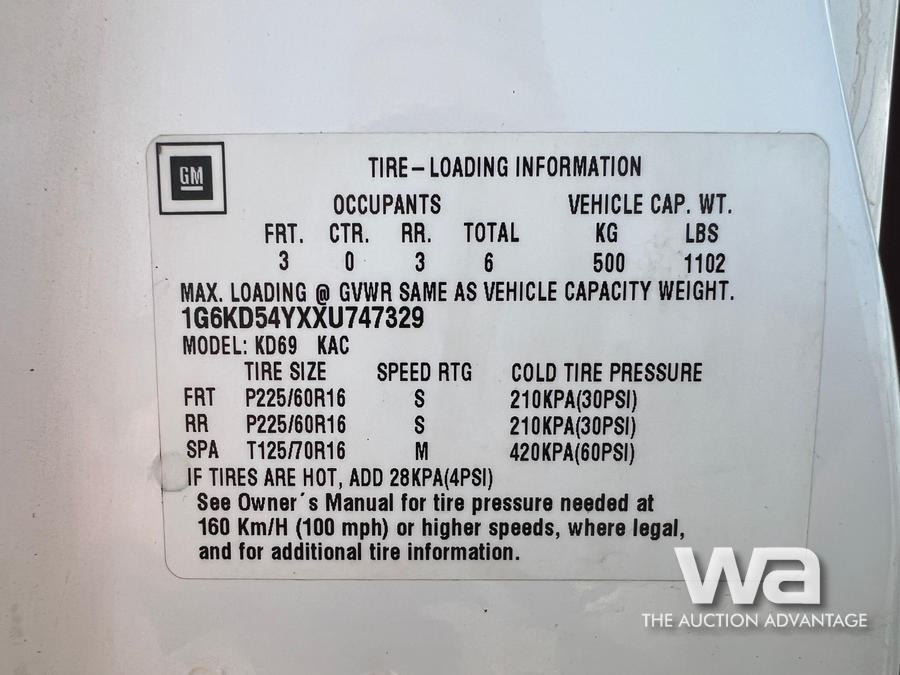 GM
TIRE-LOADING INFORMATION
OCCUPANTS VEHICLE CAP. WT.
FRT. CTR. RR. TOTAL KG LBS
3 0 3 6 500 1102
MAX. LOADING @ GVWR SAME AS VEHICLE CAPACITY WEIGHT.
1G6KD54YXXU747329
MODEL: KD69 KAC
TIRE SIZE SPEED RTG COLD TIRE PRESSURE
FRT P225/60R16 S 210KPA(30PSI)
RR P225/60R16 S 210KPA(30PSI)
SPA T125/70R16 M 420KPA(60PSI)
IF TIRES ARE HOT, ADD 28KPA(4PSI)
See Owner´s Manual for tire pressure needed at
160 Km/H (100 mph) or higher speeds, where legal,
and for additional tire information.
wa
THE AUCTION ADVANTAGE